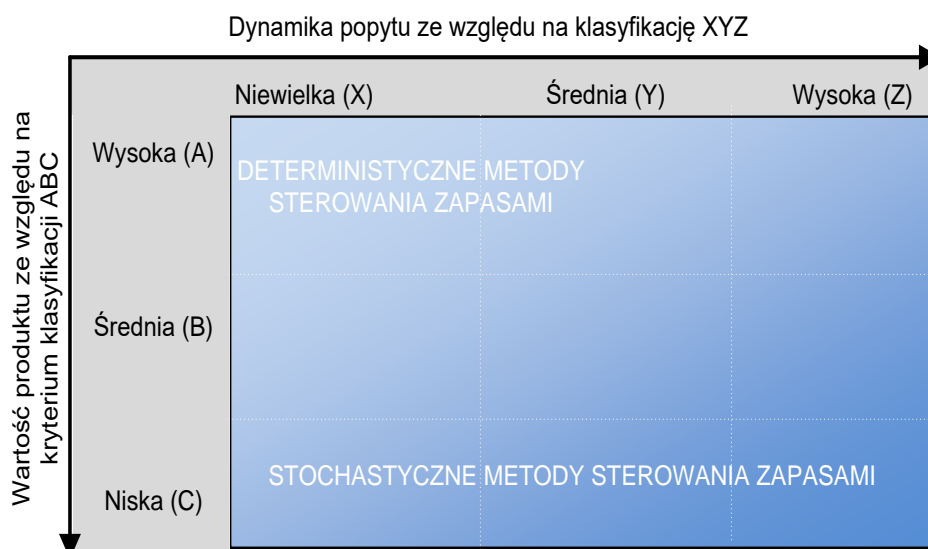 Dynamika popytu ze względu na klasyfikację XYZ
Niewielka (X)
Średnia (Y)
Wysoka (Z)
Wartość produktu ze względu na
kryterium klasyfikacji ABC
Wysoka (A)
DETERMINISTYCZNE METODY
STEROWANIA ZAPASAMI
Średnia (B)
Niska (C)
STOCHASTYCZNE METODY STEROWANIA ZAPASAMI